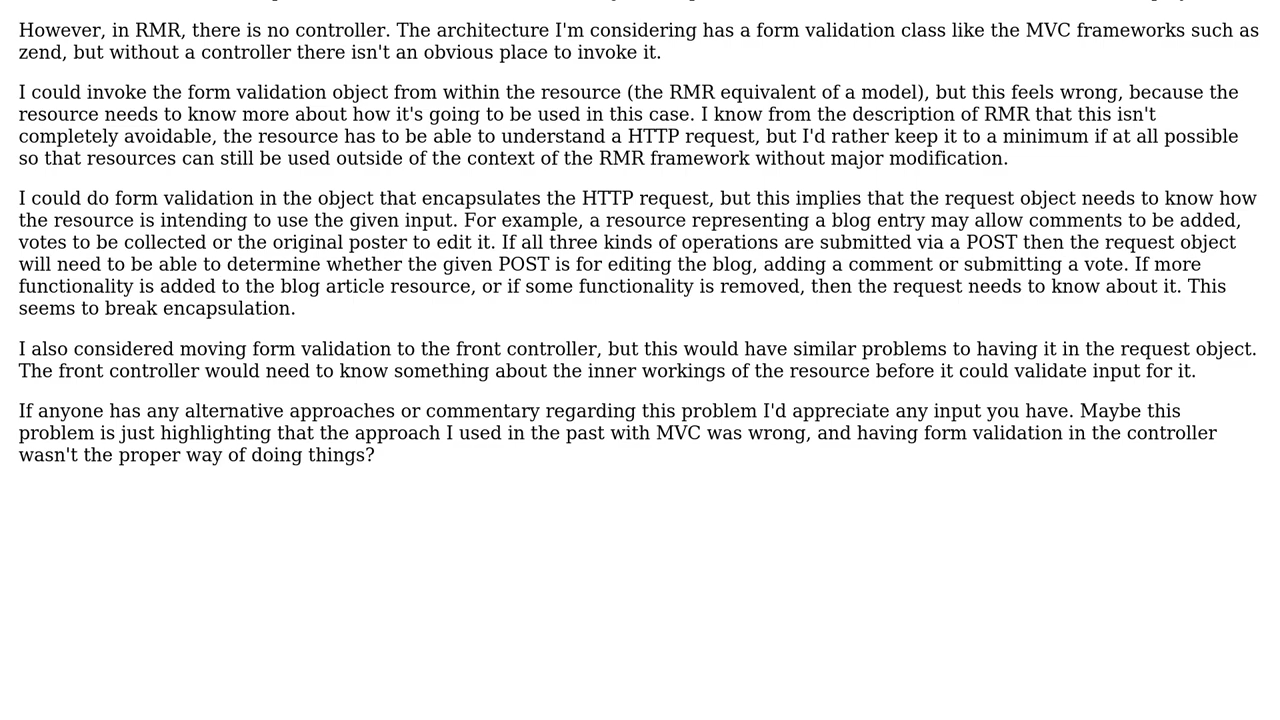 However, in RMR, there is no controller. The architecture I'm considering has a form validation class like the MVC frameworks such as
zend, but without a controller there isn't an obvious place to invoke it.
I could invoke the form validation object from within the resource (the RMR equivalent of a model), but this feels wrong, because the
resource needs to know more about how it's going to be used in this case. I know from the description of RMR that this isn't
completely avoidable, the resource has to be able to understand a HTTP request, but I'd rather keep it to a minimum if at all possible
so that resources can still be used outside of the context of the RMR framework without major modification.
I could do form validation in the object that encapsulates the HTTP request, but this implies that the request object needs to know how
the resource is intending to use the given input. For example, a resource representing a blog entry may allow comments to be added,
votes to be collected or the original poster to edit it. If all three kinds of operations are submitted via a POST then the request object
will need to be able to determine whether the given POST is for editing the blog, adding a comment or submitting a vote. If more
functionality is added to the blog article resource, or if some functionality is removed, then the request needs to know about it. This
seems to break encapsulation.
I also considered moving form validation to the front controller, but this would have similar problems to having it in the request object.
The front controller would need to know something about the inner workings of the resource before it could validate input for it.
If anyone has any alternative approaches or commentary regarding this problem I'd appreciate any input you have. Maybe this
problem is just highlighting that the approach I used in the past with MVC was wrong, and having form validation in the controller
wasn't the proper way of doing things?